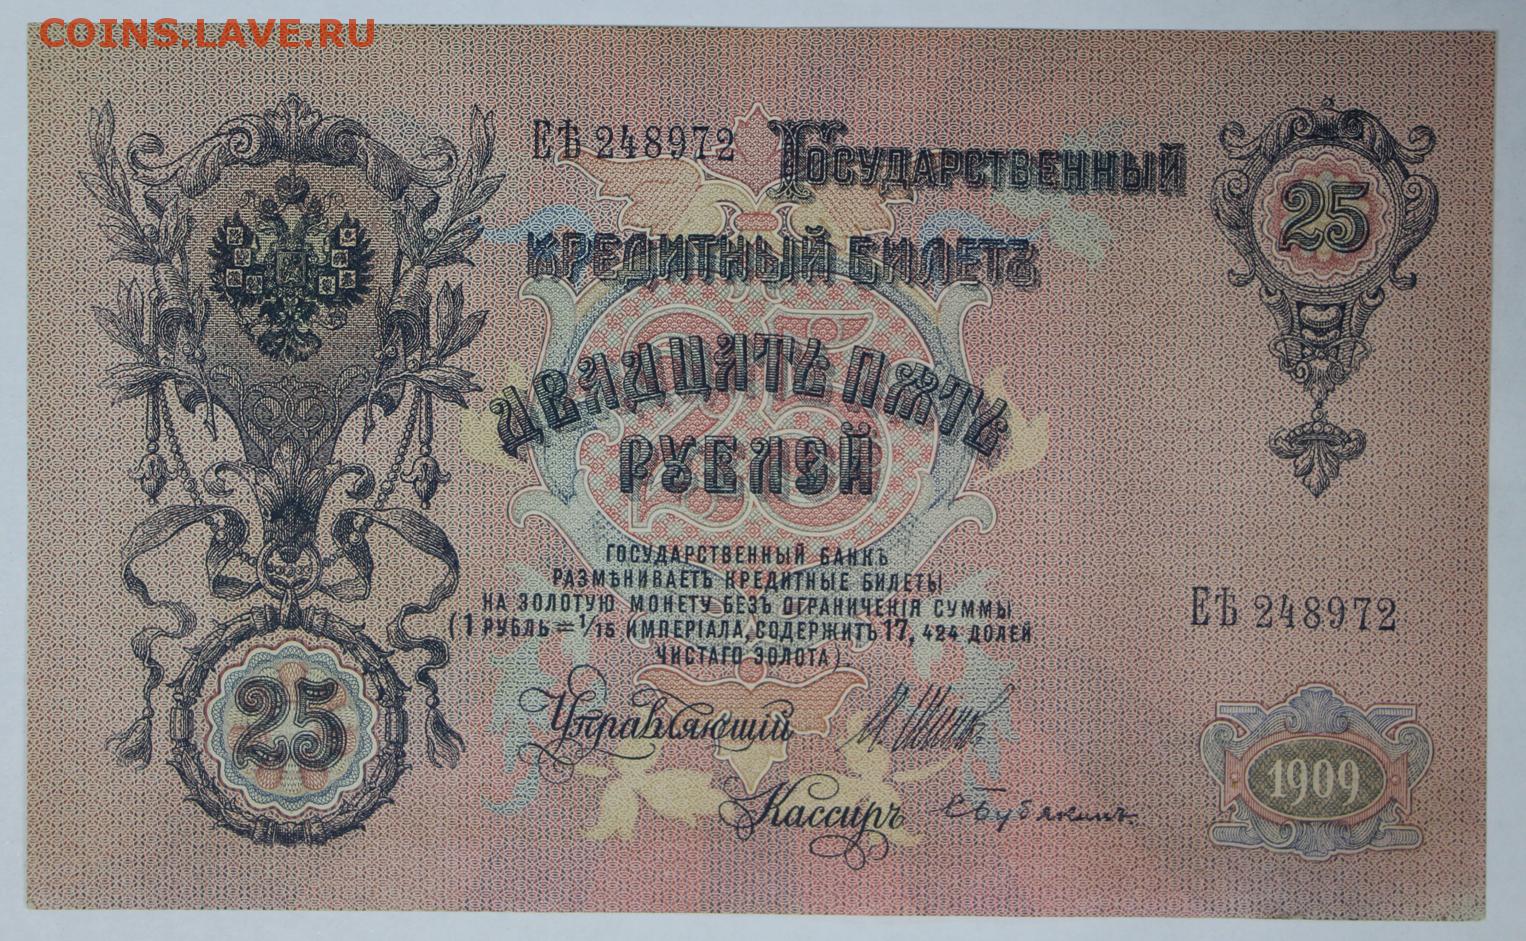 COINS.LAVE.RU
ЕѢ 248972
ГОСУДАРСТВЕННЫЙ
КРЕДИТНЫЙ БИЛЕТЪ
25
ДВАДЦАТЬ ПЯТЬ
РУБЛЕЙ
ГОСУДАРСТВЕННЫЙ БАНКЪ
РАЗМѢНИВАЕТЪ КРЕДИТНЫЕ БИЛЕТЫ
НА ЗОЛОТУЮ МОНЕТУ БЕЗЪ ОГРАНИЧЕНІЯ СУММЫ
(1 РУБЛЬ = 1/15 ИМПЕРІАЛА, СОДЕРЖИТЪ 17, 424 ДОЛЕЙ
ЧИСТАГО ЗОЛОТА).
ЕѢ 248972
25
25
Управляющій И. Шиповъ
Кассиръ С Бубякинъ
1909